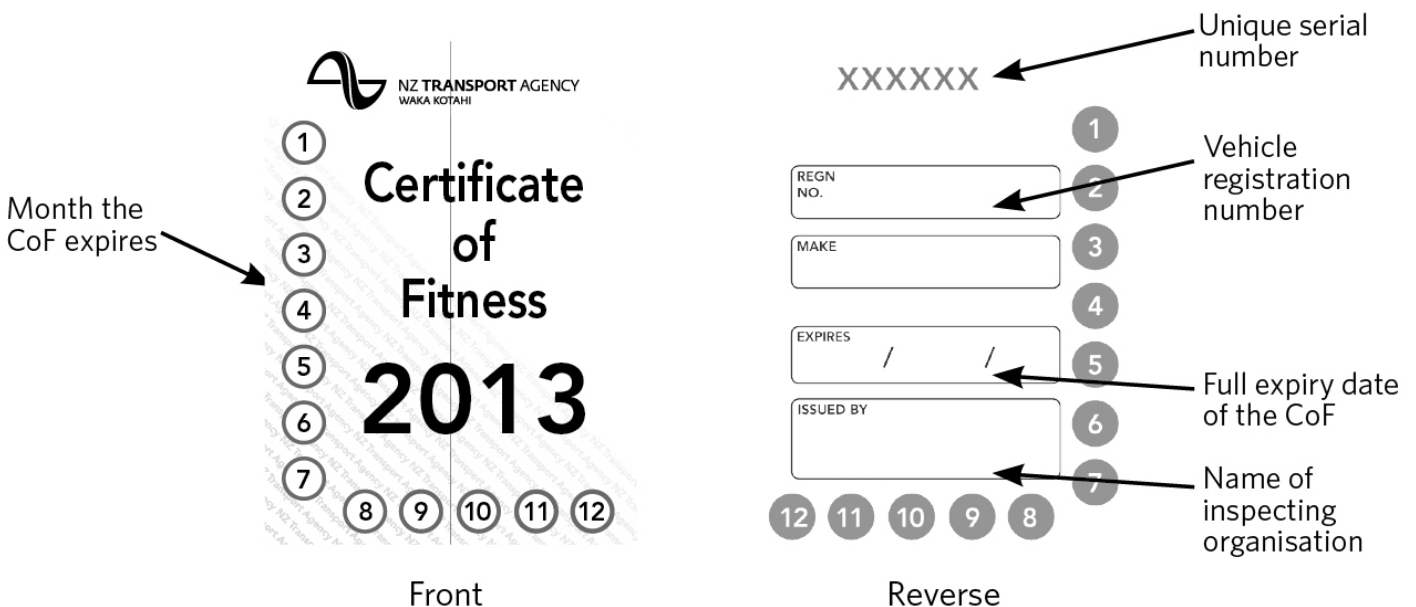 NZ TRANSPORT AGENCY
WAKA KOTAHI
Certificate
of
Fitness
2013
1
2
3
4
5
6
7
8 9 10 11 12
Month the
CoF expires
Front
XXXXXX
REGN
NO.
MAKE
EXPIRES / /
ISSUED BY
1
2
3
4
5
6
7
12 11 10 9 8
Unique serial
number
Vehicle
registration
number
Full expiry date
of the CoF
Name of
inspecting
organisation
Reverse